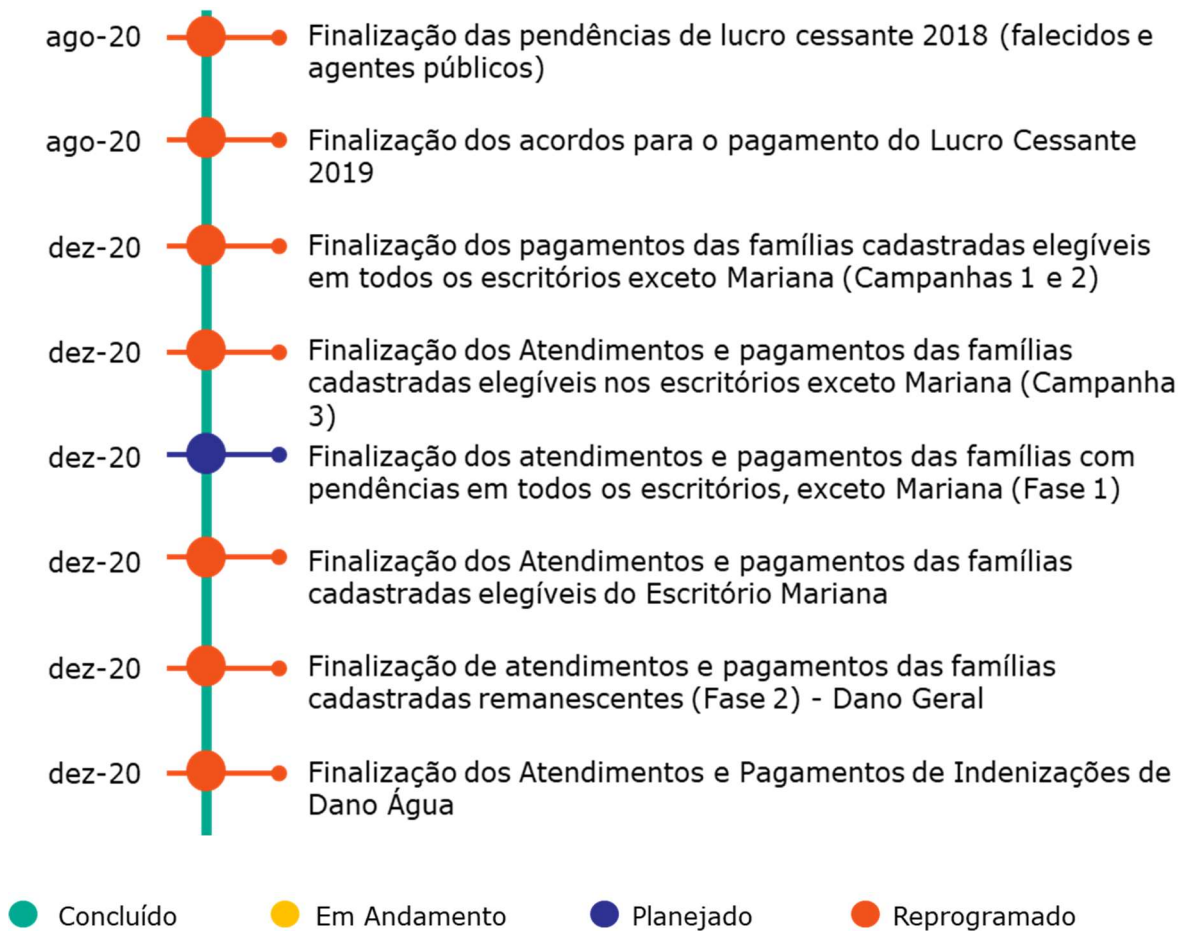 ago-20 Finalização das pendências de lucro cessante 2018 (falecidos e
agentes públicos)
ago-20 Finalização dos acordos para o pagamento do Lucro Cessante
2019
dez-20 Finalização dos pagamentos das famílias cadastradas elegíveis
em todos os escritórios exceto Mariana (Campanhas 1 e 2)
dez-20 Finalização dos Atendimentos e pagamentos das famílias
cadastradas elegíveis nos escritórios exceto Mariana (Campanha
3)
dez-20 Finalização dos atendimentos e pagamentos das famílias com
pendências em todos os escritórios, exceto Mariana (Fase 1)
dez-20 Finalização dos Atendimentos e pagamentos das famílias
cadastradas elegíveis do Escritório Mariana
dez-20 Finalização de atendimentos e pagamentos das famílias
cadastradas remanescentes (Fase 2) - Dano Geral
dez-20 Finalização dos Atendimentos e Pagamentos de Indenizações de
Dano Água
Concluído Em Andamento Planejado Reprogramado